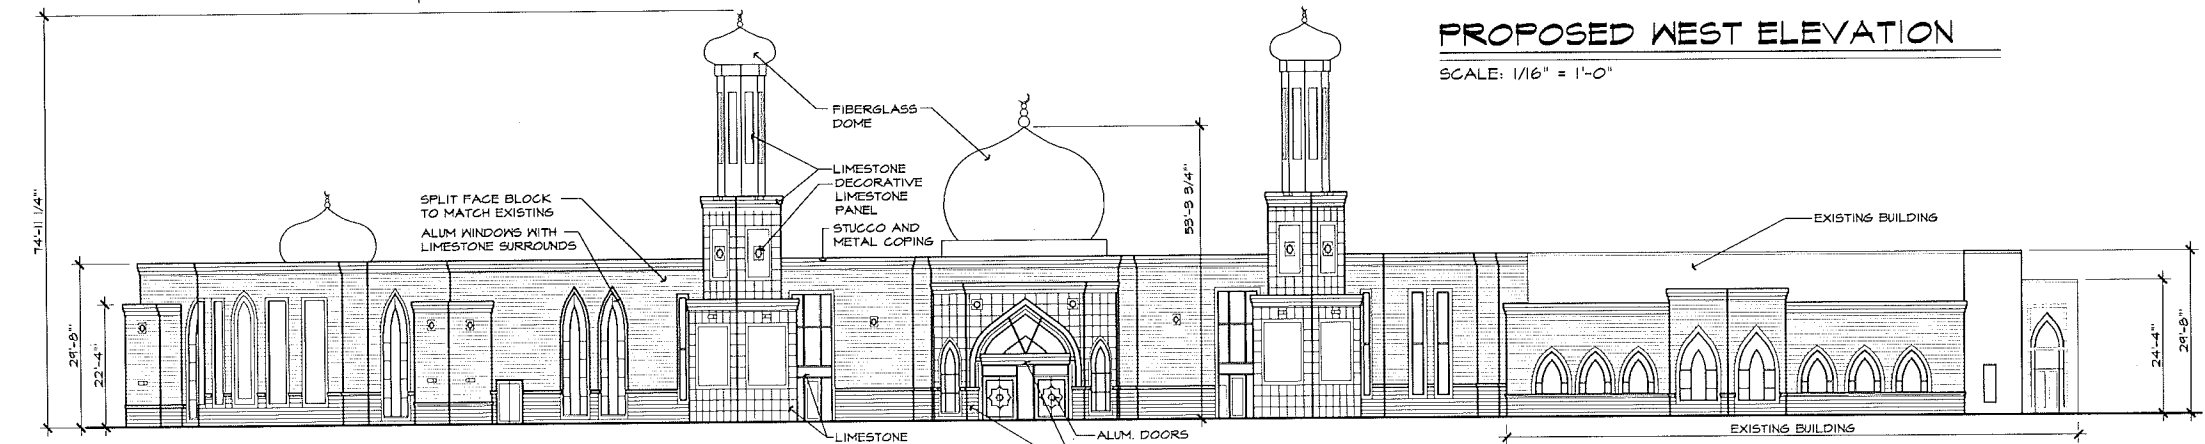 PROPOSED WEST ELEVATION
SCALE: 1/16" = 1'-0"
FIBERGLASS
DOME
LIMESTONE
DECORATIVE
LIMESTONE
PANEL
STUCCO AND
METAL COPING
SPLIT FACE BLOCK
TO MATCH EXISTING
ALUM WINDOWS WITH
LIMESTONE SURROUNDS
EXISTING BUILDING
74'-11 1/4"
29'-8"
22'-4"
53'-3 3/4"
24'-4"
29'-8"
LIMESTONE
ALUM. DOORS
EXISTING BUILDING